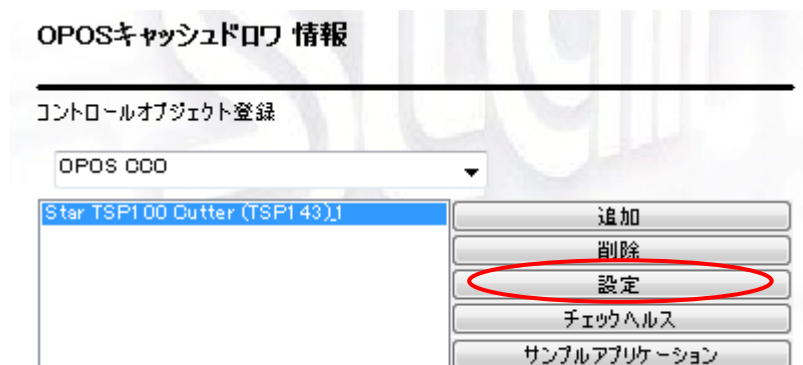 OPOSキャッシュドロワ 情報
コントロールオブジェクト登録
OPOS CCO
Star TSP100 Cutter (TSP143)_1
追加
削除
設定
チェックヘルス
サンプルアプリケーション